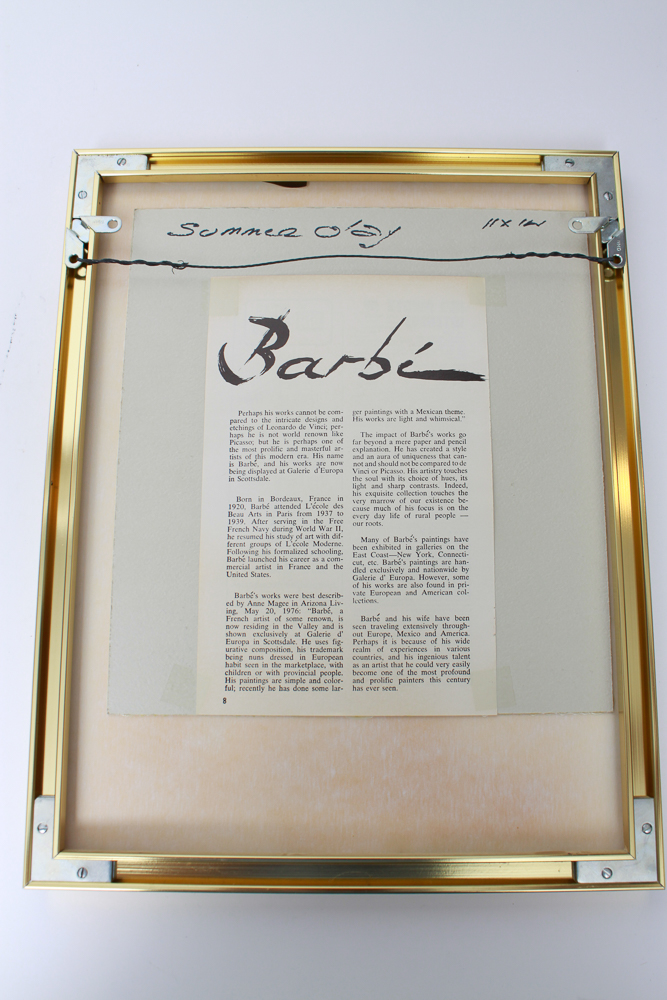 Summer Day 11 x 14
Barbé
Perhaps his works cannot be com-
pared to the intricate designs and
etchings of Leonardo de Vinci; per-
haps he is not world renown like
Picasso; but he is perhaps one of
the most prolific and masterful ar-
tists of this modern era. His name
is Barbé, and his works are now
being displayed at Galerie d'Europa
in Scottsdale.
Born in Bordeaux, France in
1920, Barbé attended L'école des
Beau Arts in Paris from 1937 to
1939. After serving in the Free
French Navy during World War II,
he resumed his study of art with dif-
ferent groups of L'école Moderne.
Following his formalized schooling,
Barbé launched his career as a com-
mercial artist in France and the
United States.
Barbé's works were best describ-
ed by Anne Magee in Arizona Liv-
ing, May 20, 1976: "Barbé, a
French artist of some renown, is
now residing in the Valley and is
shown exclusively at Galerie d'
Europa in Scottsdale. He uses fig-
urative composition, his trademark
being nuns dressed in European
habit seen in the marketplace, with
children or with provincial people.
His paintings are simple and color-
ful; recently he has done some lar-
8
ger paintings with a Mexican theme.
His works are light and whimsical."
The impact of Barbé's works go
far beyond a mere paper and pencil
explanation. He has created a style
and an aura of uniqueness that can-
not and should not be compared to de
Vinci or Picasso. His artistry touches
the soul with its choice of hues, its
light and sharp contrasts. Indeed,
his exquisite collection touches the
very marrow of our existence be-
cause much of his focus is on the
every day life of rural people —
our roots.
Many of Barbé's paintings have
been exhibited in galleries on the
East Coast—New York, Connecti-
cut, etc. Barbé's paintings are han-
dled exclusively and nationwide by
Galerie d' Europa. However, some
of his works are also found in pri-
vate European and American col-
lections.
Barbé and his wife have been
seen traveling extensively through-
out Europe, Mexico and America.
Perhaps it is because of his wide
realm of experiences in various
countries, and his ingenious talent
as an artist that he could very easily
become one of the most profound
and prolific painters this century
has ever seen.